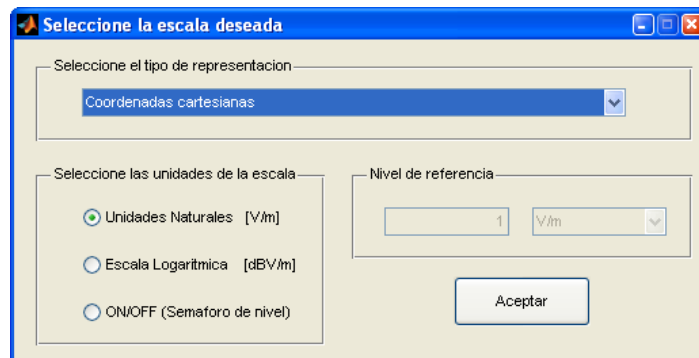 Seleccione la escala deseada
Seleccione el tipo de representacion
Coordenadas cartesianas
Seleccione las unidades de la escala
Unidades Naturales [V/m]
Escala Logaritmica [dBV/m]
ON/OFF (Semaforo de nivel)
Nivel de referencia
1 V/m
Aceptar